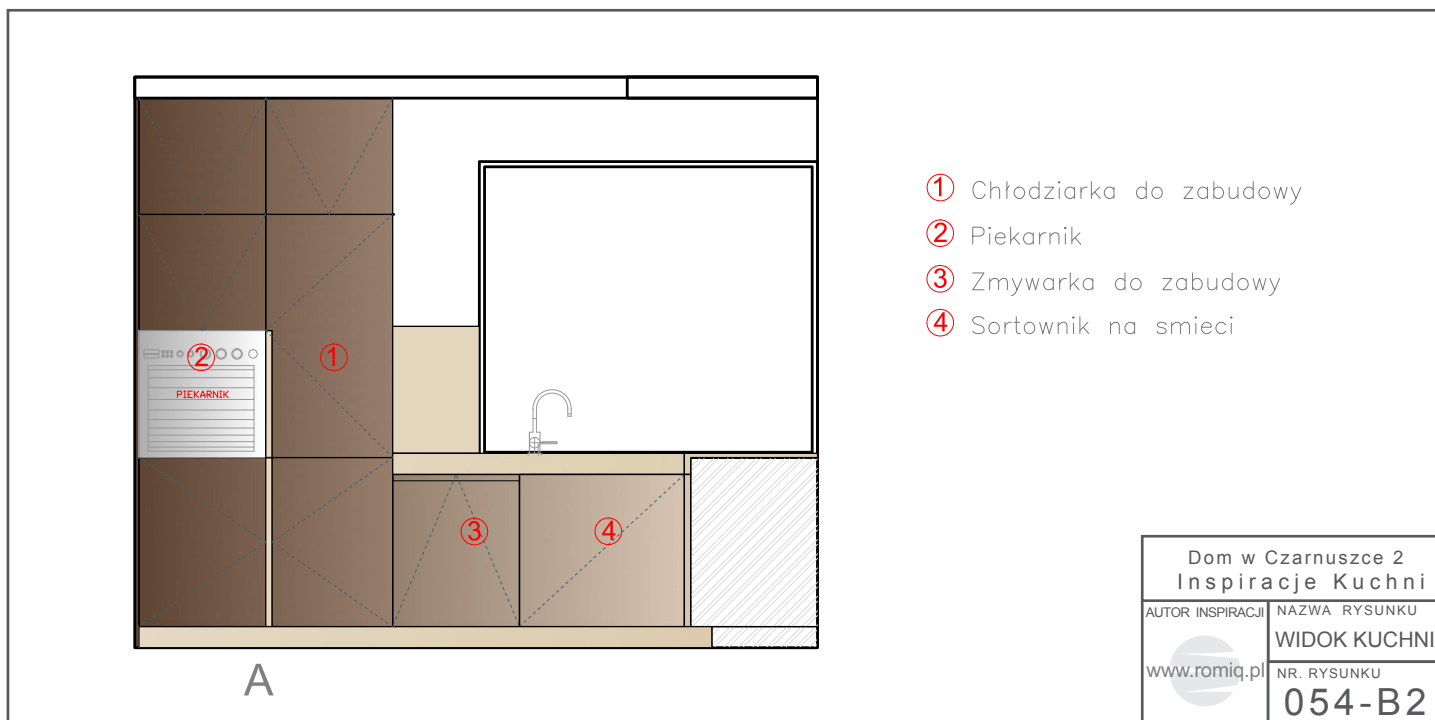 ① Chłodziarka do zabudowy
② Piekarnik
③ Zmywarka do zabudowy
④ Sortownik na smieci
②
PIEKARNIK
①
③
④
A
Dom w Czarnuszce 2
Inspiracje Kuchni
AUTOR INSPIRACJI
www.romiq.pl
NAZWA RYSUNKU
WIDOK KUCHNI
NR. RYSUNKU
054-B2